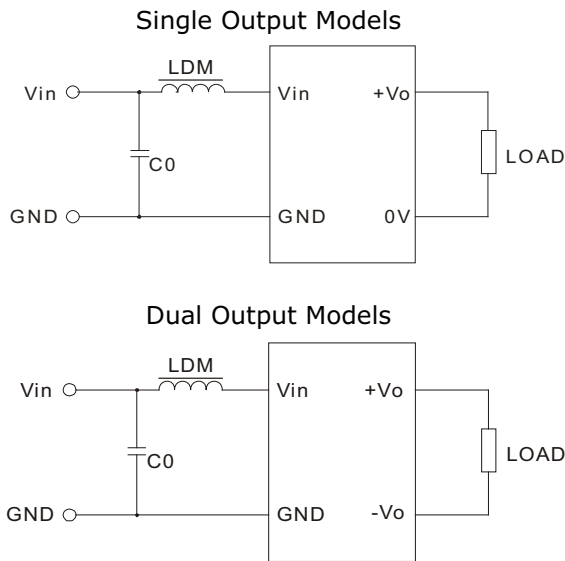 Single Output Models
LDM
Vin Vin +Vo
C0 LOAD
GND GND 0V
Dual Output Models
LDM
Vin Vin +Vo
C0 LOAD
GND GND -Vo